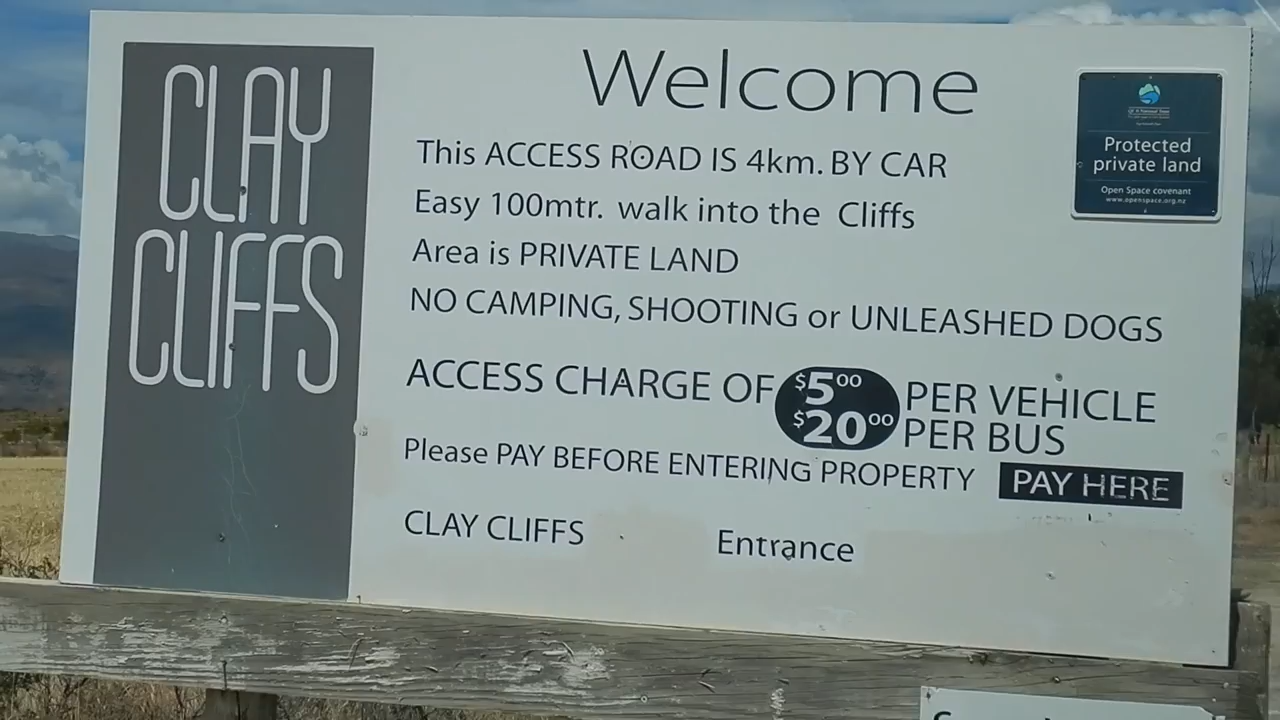 CLAY
CLIFFS
Welcome
This ACCESS ROAD IS 4km. BY CAR
Easy 100mtr. walk into the Cliffs
Area is PRIVATE LAND
NO CAMPING, SHOOTING or UNLEASHED DOGS
ACCESS CHARGE OF $5.00 PER VEHICLE
$20.00 PER BUS
Please PAY BEFORE ENTERING PROPERTY PAY HERE
CLAY CLIFFS Entrance
Protected
private land
Open Space covenant
www.openspace.org.nz